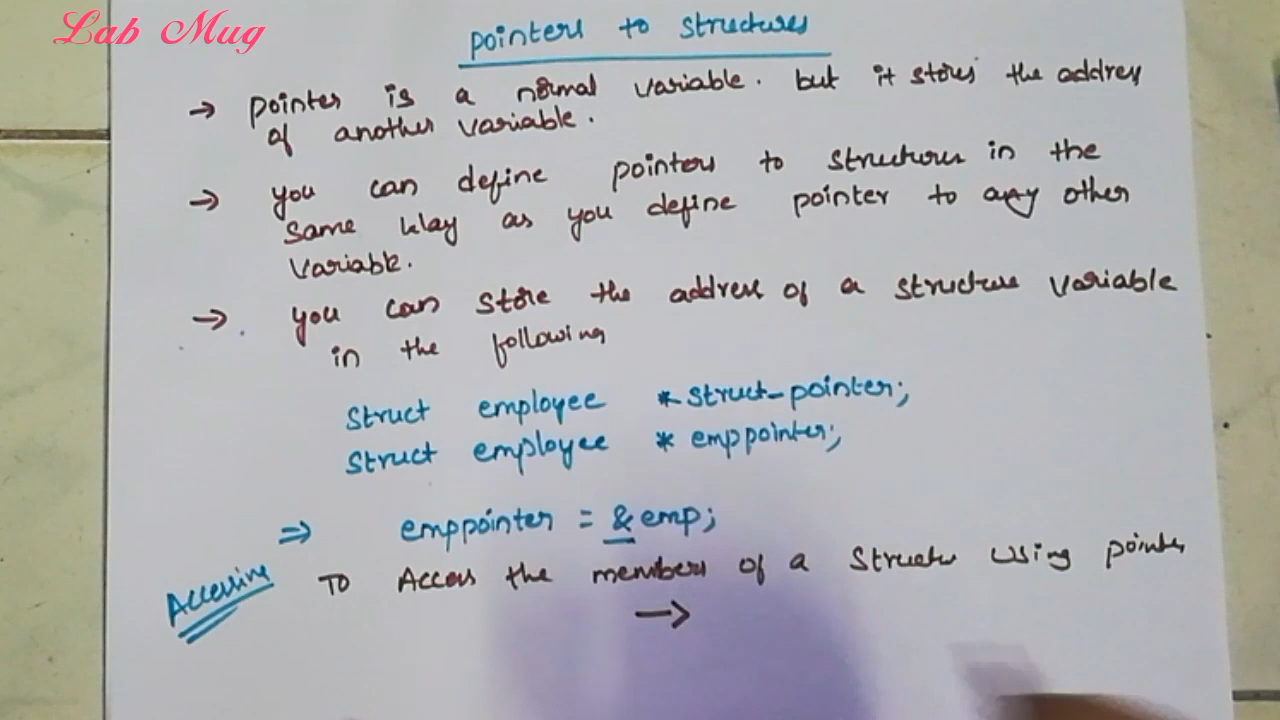 Lab Mug
pointers to structures
→ pointer is a normal variable. but it stores the address
of another variable.
→ you can define pointers to structures in the
same way as you define pointer to any other
variable.
→ you can store the address of a structure variable
in the following
struct employee *struct_pointer;
struct employee * emppointer;
⇒ emppointer = &emp;
Accessing To Access the members of a structure using pointer
→